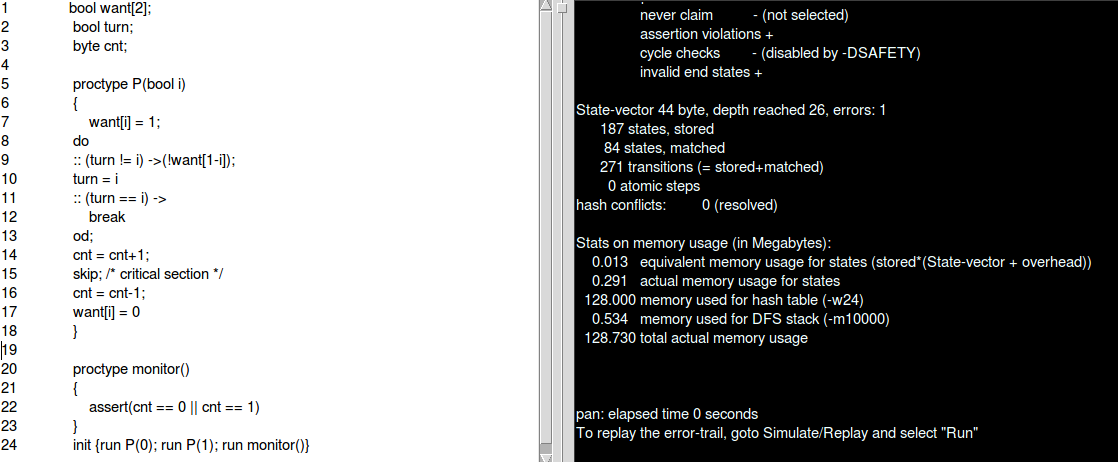 1 bool want[2];
2 bool turn;
3 byte cnt;
4
5 proctype P(bool i)
6 {
7 want[i] = 1;
8 do
9 :: (turn != i) ->(!want[1-i]);
10 turn = i
11 :: (turn == i) ->
12 break
13 od;
14 cnt = cnt+1;
15 skip; /* critical section */
16 cnt = cnt-1;
17 want[i] = 0
18 }
19
20 proctype monitor()
21 {
22 assert(cnt == 0 || cnt == 1)
23 }
24 init {run P(0); run P(1); run monitor()}
never claim - (not selected)
assertion violations +
cycle checks - (disabled by -DSAFETY)
invalid end states +
State-vector 44 byte, depth reached 26, errors: 1
187 states, stored
84 states, matched
271 transitions (= stored+matched)
0 atomic steps
hash conflicts: 0 (resolved)
Stats on memory usage (in Megabytes):
0.013 equivalent memory usage for states (stored*(State-vector + overhead))
0.291 actual memory usage for states
128.000 memory used for hash table (-w24)
0.534 memory used for DFS stack (-m10000)
128.730 total actual memory usage
pan: elapsed time 0 seconds
To replay the error-trail, goto Simulate/Replay and select "Run"